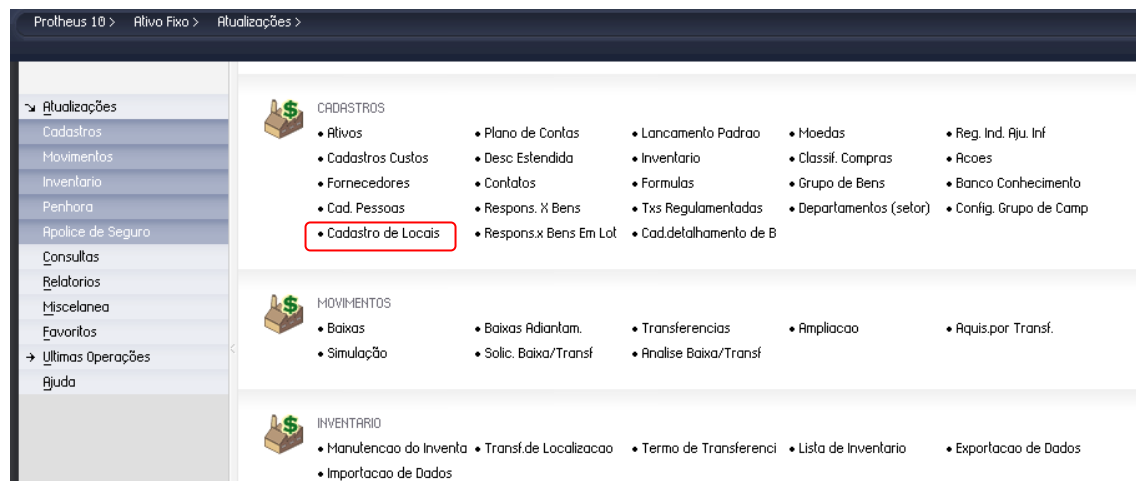 Protheus 10 > Ativo Fixo > Atualizações >
Atualizações
Cadastros
Movimentos
Inventario
Penhora
Apolice de Seguro
Consultas
Relatorios
Miscelanea
Favoritos
Ultimas Operações
Ajuda
CADASTROS
• Ativos • Plano de Contas • Lancamento Padrao • Moedas • Reg. Ind. Aju. Inf
• Cadastros Custos • Desc Estendida • Inventario • Classif. Compras • Acoes
• Fornecedores • Contatos • Formulas • Grupo de Bens • Banco Conhecimento
• Cad. Pessoas • Respons. X Bens • Txs Regulamentadas • Departamentos (setor) • Config. Grupo de Camp
• Cadastro de Locais • Respons.x Bens Em Lot • Cad.detalhamento de B
MOVIMENTOS
• Baixas • Baixas Adiantam. • Transferencias • Ampliacao • Aquis.por Transf.
• Simulação • Solic. Baixa/Transf • Analise Baixa/Transf
INVENTARIO
• Manutencao do Inventa • Transf.de Localizacao • Termo de Transferenci • Lista de Inventario • Exportacao de Dados
• Importacao de Dados